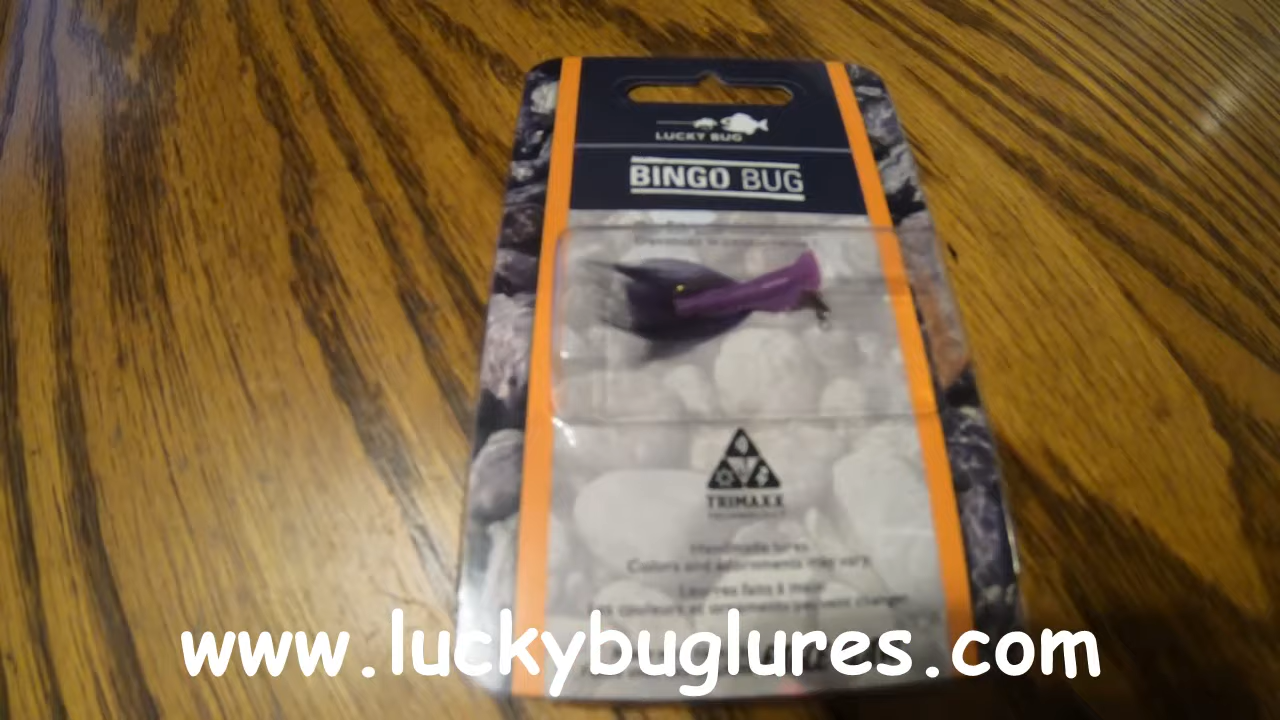 LUCKY BUG
BINGO BUG
TRIMAXX
Handmade lures
Colors and adornments may vary.
Leurres faits à main
Les couleurs et ornements peuvent changer
www.luckybuglures.com